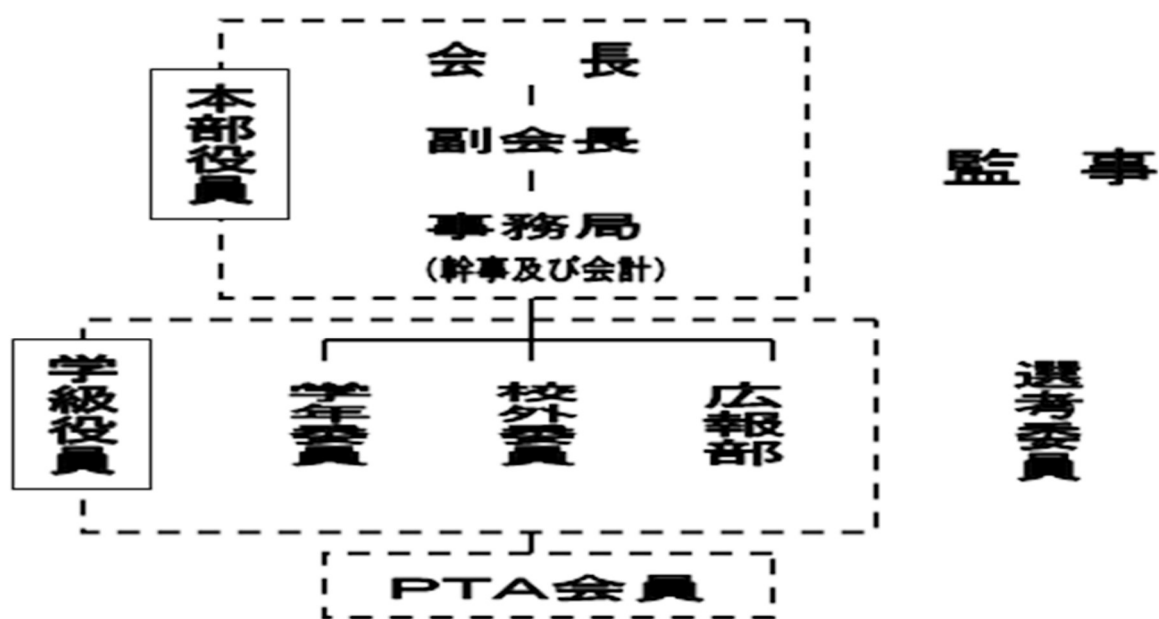 会　長
本部役員
副会長
監　事
事務局
(幹事及び会計)
学級役員
学年委員
校外委員
広報部
選考委員
PTA会員